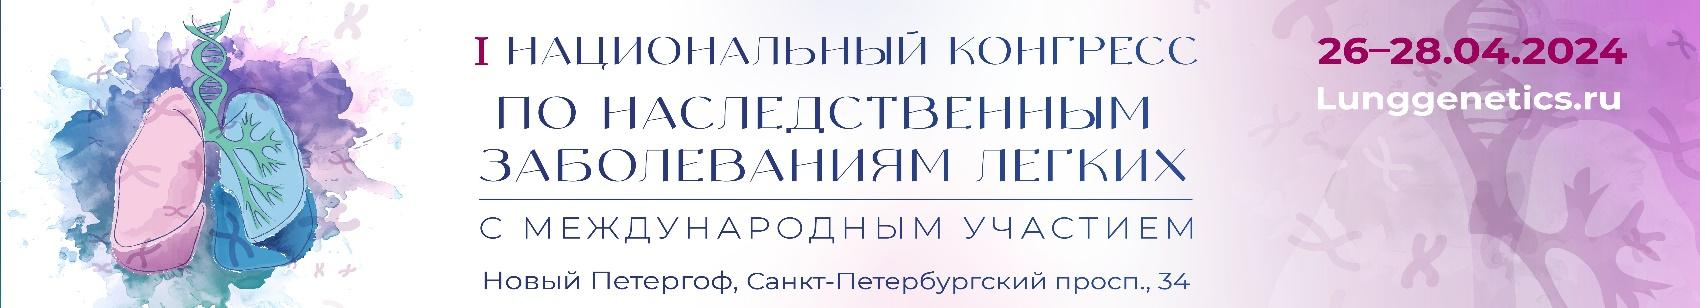 I НАЦИОНАЛЬНЫЙ КОНГРЕСС
ПО НАСЛЕДСТВЕННЫМ
ЗАБОЛЕВАНИЯМ ЛЕГКИХ
С МЕЖДУНАРОДНЫМ УЧАСТИЕМ
Новый Петергоф, Санкт-Петербургский просп., 34
26–28.04.2024
Lunggenetics.ru